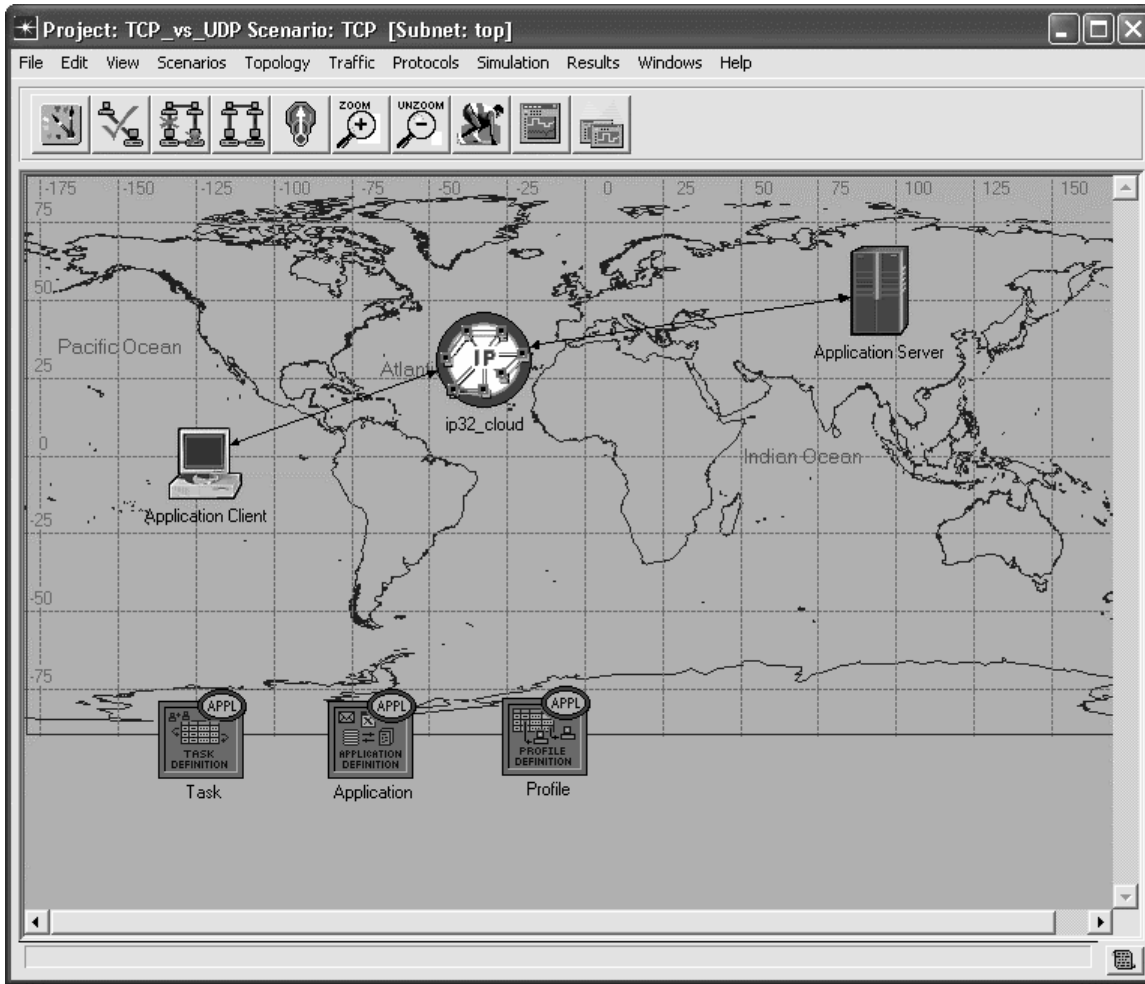 Project: TCP_vs_UDP Scenario: TCP [Subnet: top]
File Edit View Scenarios Topology Traffic Protocols Simulation Results Windows Help
ZOOM
UNZOOM
-175 -150 -125 -100 -75 -50 -25 0 25 50 75 100 125 150
75
50
Pacific Ocean
Atlanti
IP
Application Server
25
ip32_cloud
0
Indian Ocean
Application Client
-25
-50
-75
APPL
APPL
APPL
TASK DEFINITION
APPLICATION DEFINITION
PROFILE DEFINITION
Task
Application
Profile